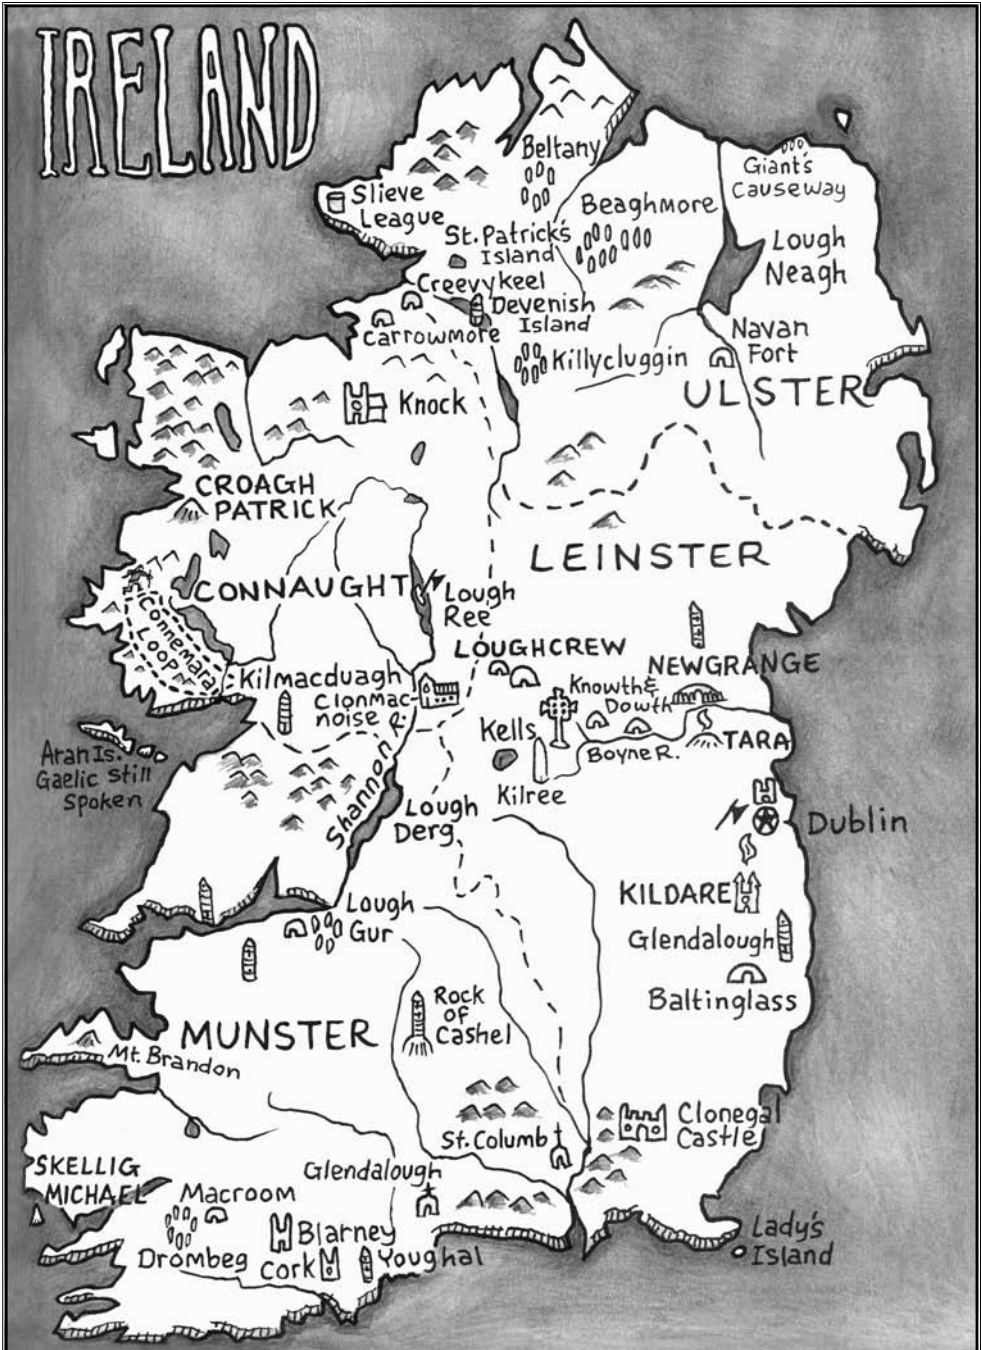 IRELAND
Beltany
Giant's
Causeway
Slieve
League
Beaghmore
St. Patrick's
Island
Lough
Neagh
Creevykeel
Devenish
Island
Carrowmore
Navan
Fort
Killycluggin
ULSTER
Knock
CROAGH
PATRICK
LEINSTER
CONNAUGHT
Lough
Ree
Connemara
Loop
LOUGHCREW
NEWGRANGE
Kilmacduagh
Knowth &
Dowth
Clonmac-
noise
Shannon R.
Kells
TARA
Boyne R.
Aran Is.
Gaelic Still
Spoken
Kilree
Lough
Derg
Dublin
KILDARE
Lough
Gur
Glendalough
Baltinglass
Rock
OF
Cashel
MUNSTER
Mt. Brandon
Clonegal
Castle
St. Columb
SKELLIG
MICHAEL
Glendalough
Macroom
Blarney
Lady's
Island
Drombeg
Cork
Youghal